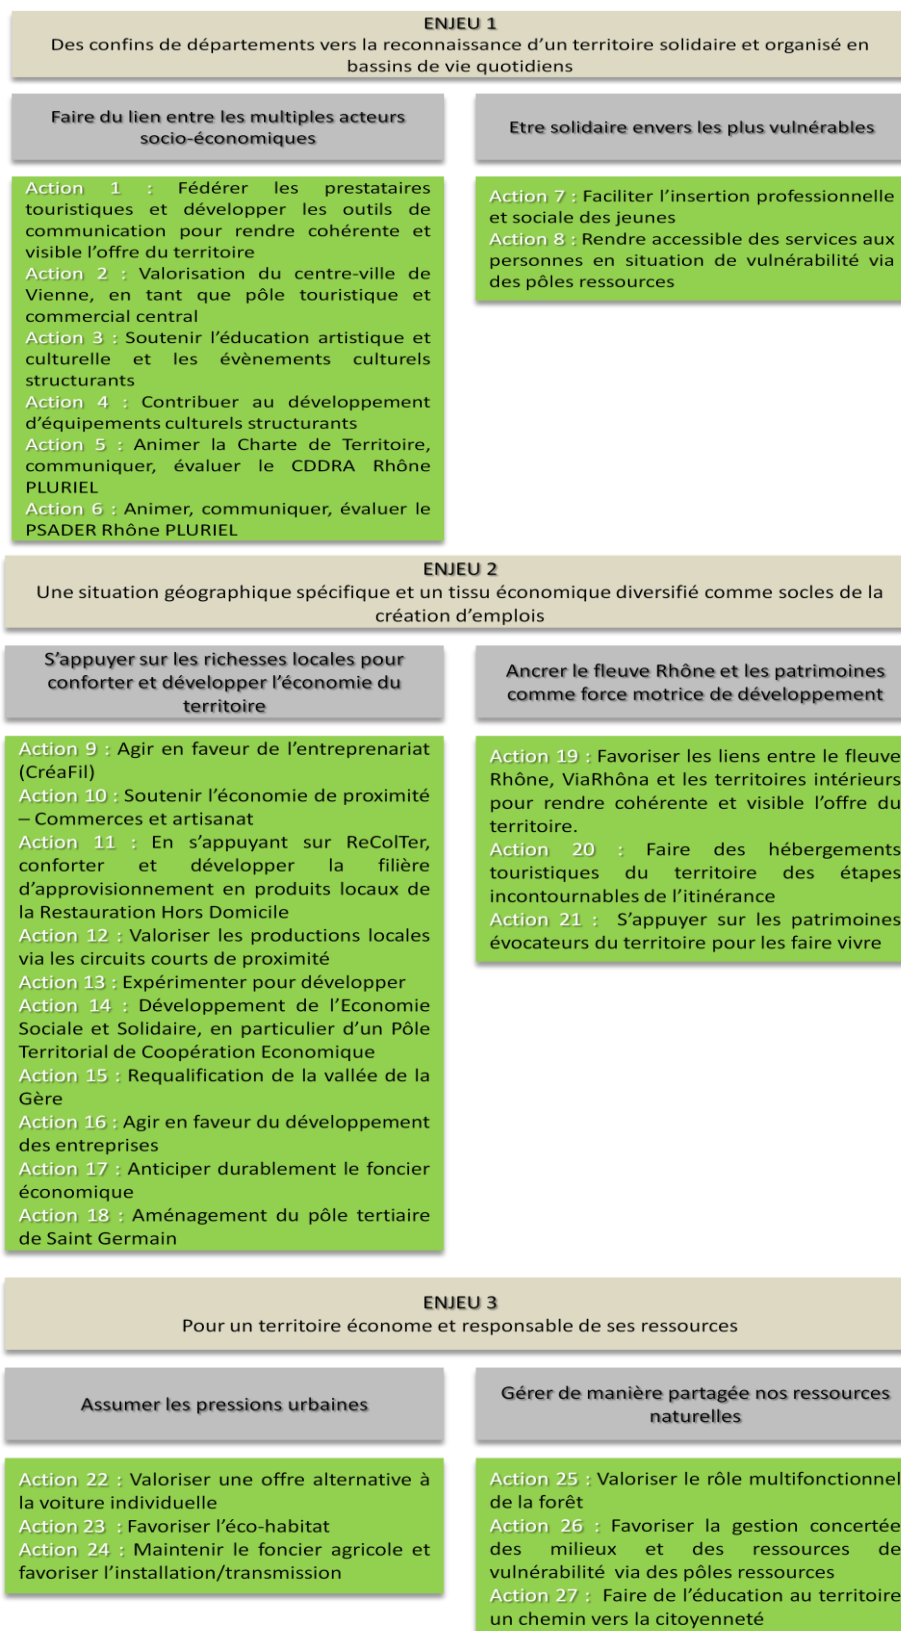 ENJEU 1
Des confins de départements vers la reconnaissance d'un territoire solidaire et organisé en
bassins de vie quotidiens
Faire du lien entre les multiples acteurs
socio-économiques
Action 1 : Fédérer les prestataires
touristiques et développer les outils de
communication pour rendre cohérente et
visible l'offre du territoire
Action 2 : Valorisation du centre-ville de
Vienne, en tant que pôle touristique et
commercial central
Action 3 : Soutenir l'éducation artistique et
culturelle et les évènements culturels
structurants
Action 4 : Contribuer au développement
d'équipements culturels structurants
Action 5 : Animer la Charte de Territoire,
communiquer, évaluer le CDDRA Rhône
PLURIEL
Action 6 : Animer, communiquer, évaluer le
PSADER Rhône PLURIEL
Etre solidaire envers les plus vulnérables
Action 7 : Faciliter l'insertion professionnelle
et sociale des jeunes
Action 8 : Rendre accessible des services aux
personnes en situation de vulnérabilité via
des pôles ressources
ENJEU 2
Une situation géographique spécifique et un tissu économique diversifié comme socles de la
création d'emplois
S'appuyer sur les richesses locales pour
conforter et développer l'économie du
territoire
Action 9 : Agir en faveur de l'entreprenariat
(CréaFil)
Action 10 : Soutenir l'économie de proximité
– Commerces et artisanat
Action 11 : En s'appuyant sur ReColTer,
conforter et développer la filière
d'approvisionnement en produits locaux de
la Restauration Hors Domicile
Action 12 : Valoriser les productions locales
via les circuits courts de proximité
Action 13 : Expérimenter pour développer
Action 14 : Développement de l'Economie
Sociale et Solidaire, en particulier d'un Pôle
Territorial de Coopération Economique
Action 15 : Requalification de la vallée de la
Gère
Action 16 : Agir en faveur du développement
des entreprises
Action 17 : Anticiper durablement le foncier
économique
Action 18 : Aménagement du pôle tertiaire
de Saint Germain
Ancrer le fleuve Rhône et les patrimoines
comme force motrice de développement
Action 19 : Favoriser les liens entre le fleuve
Rhône, ViaRhôna et les territoires intérieurs
pour rendre cohérente et visible l'offre du
territoire.
Action 20 : Faire des hébergements
touristiques du territoire des étapes
incontournables de l'itinérance
Action 21 : S'appuyer sur les patrimoines
évocateurs du territoire pour les faire vivre
ENJEU 3
Pour un territoire économe et responsable de ses ressources
Assumer les pressions urbaines
Action 22 : Valoriser une offre alternative à
la voiture individuelle
Action 23 : Favoriser l'éco-habitat
Action 24 : Maintenir le foncier agricole et
favoriser l'installation/transmission
Gérer de manière partagée nos ressources
naturelles
Action 25 : Valoriser le rôle multifonctionnel
de la forêt
Action 26 : Favoriser la gestion concertée
des milieux et des ressources de
vulnérabilité via des pôles ressources
Action 27 : Faire de l'éducation au territoire
un chemin vers la citoyenneté